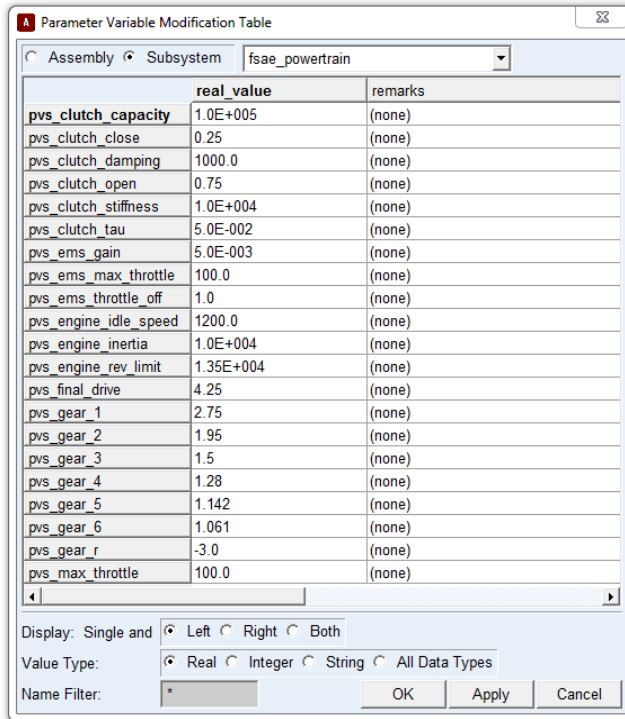 Parameter Variable Modification Table
Assembly Subsystem fsae_powertrain
real_value remarks
pvs_clutch_capacity 1.0E+005 (none)
pvs_clutch_close 0.25 (none)
pvs_clutch_damping 1000.0 (none)
pvs_clutch_open 0.75 (none)
pvs_clutch_stiffness 1.0E+004 (none)
pvs_clutch_tau 5.0E-002 (none)
pvs_ems_gain 5.0E-003 (none)
pvs_ems_max_throttle 100.0 (none)
pvs_ems_throttle_off 1.0 (none)
pvs_engine_idle_speed 1200.0 (none)
pvs_engine_inertia 1.0E+004 (none)
pvs_engine_rev_limit 1.35E+004 (none)
pvs_final_drive 4.25 (none)
pvs_gear_1 2.75 (none)
pvs_gear_2 1.95 (none)
pvs_gear_3 1.5 (none)
pvs_gear_4 1.28 (none)
pvs_gear_5 1.142 (none)
pvs_gear_6 1.061 (none)
pvs_gear_r -3.0 (none)
pvs_max_throttle 100.0 (none)
Display: Single and Left Right Both
Value Type: Real Integer String All Data Types
Name Filter: * OK Apply Cancel